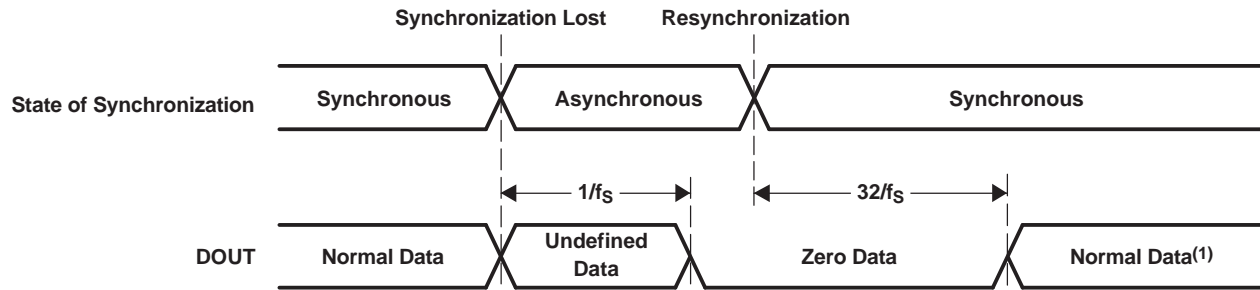 Synchronization Lost
Resynchronization
State of Synchronization
Synchronous
Asynchronous
Synchronous
1/fS
32/fS
DOUT
Normal Data
Undefined
Data
Zero Data
Normal Data(1)